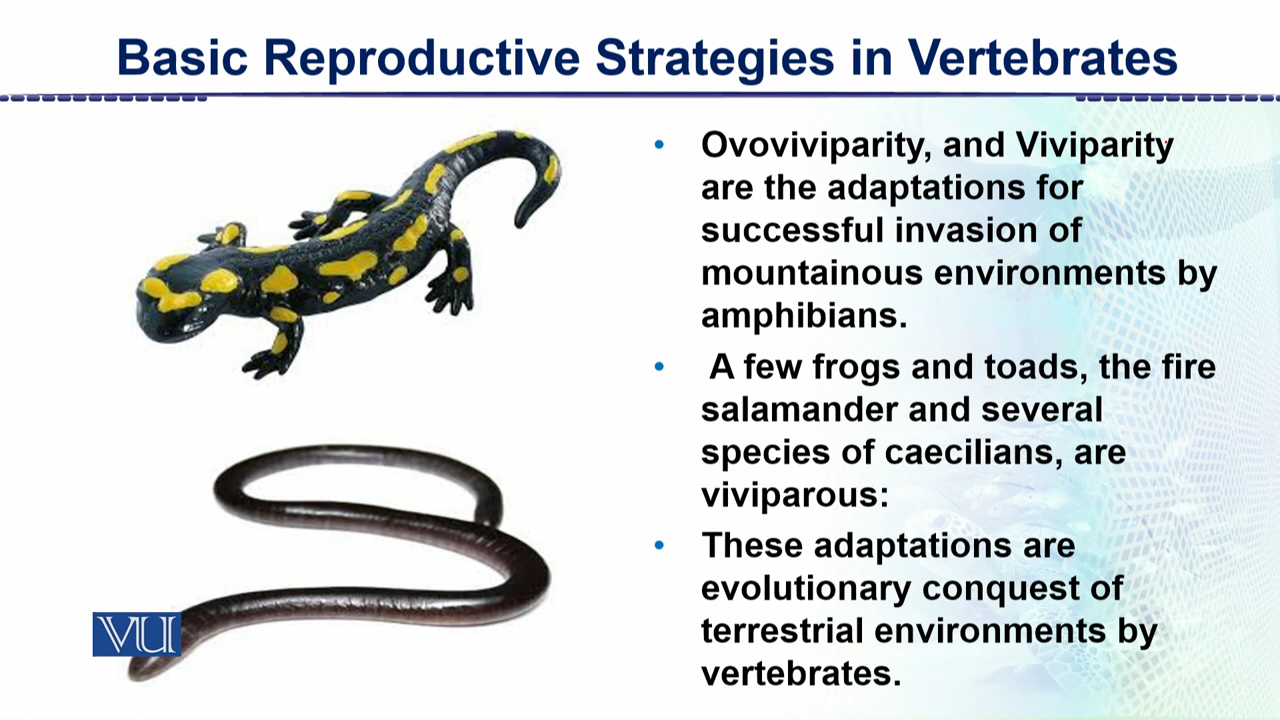 Basic Reproductive Strategies in Vertebrates
• Ovoviviparity, and Viviparity
are the adaptations for
successful invasion of
mountainous environments by
amphibians.
• A few frogs and toads, the fire
salamander and several
species of caecilians, are
viviparous:
• These adaptations are
evolutionary conquest of
terrestrial environments by
vertebrates.
VU